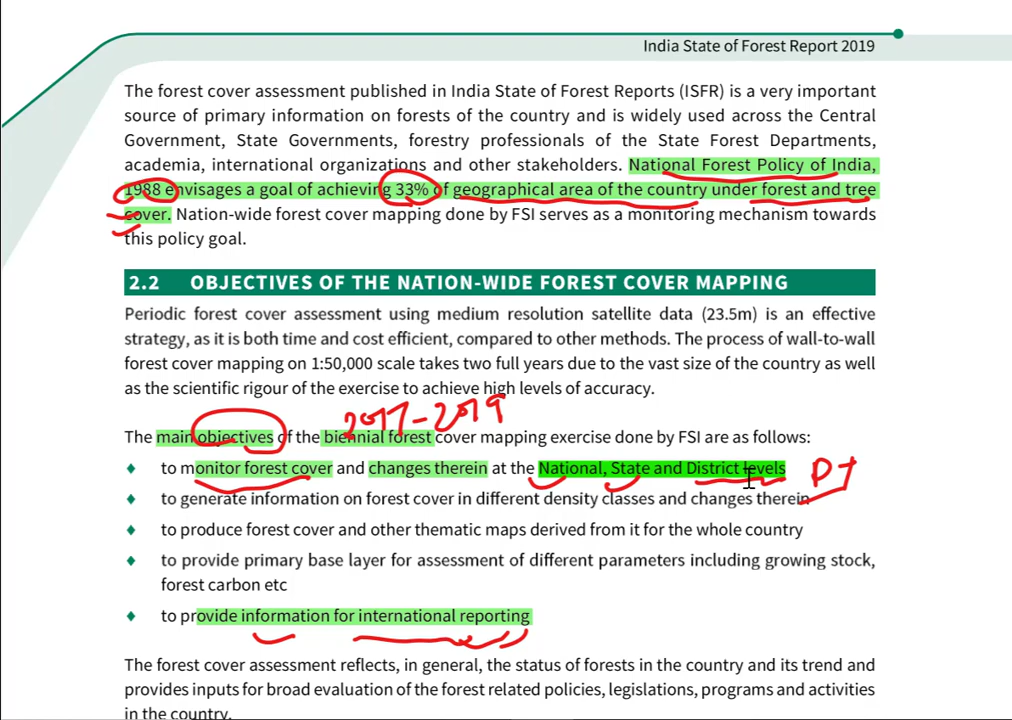 India State of Forest Report 2019
The forest cover assessment published in India State of Forest Reports (ISFR) is a very important
source of primary information on forests of the country and is widely used across the Central
Government, State Governments, forestry professionals of the State Forest Departments,
academia, international organizations and other stakeholders. National Forest Policy of India,
1988 envisages a goal of achieving 33% of geographical area of the country under forest and tree
cover. Nation-wide forest cover mapping done by FSI serves as a monitoring mechanism towards
this policy goal.
2.2 OBJECTIVES OF THE NATION-WIDE FOREST COVER MAPPING
Periodic forest cover assessment using medium resolution satellite data (23.5m) is an effective
strategy, as it is both time and cost efficient, compared to other methods. The process of wall-to-wall
forest cover mapping on 1:50,000 scale takes two full years due to the vast size of the country as well
as the scientific rigour of the exercise to achieve high levels of accuracy.
2017-2019
The main objectives of the biennial forest cover mapping exercise done by FSI are as follows:
to monitor forest cover and changes therein at the National, State and District levels
to generate information on forest cover in different density classes and changes therein
to produce forest cover and other thematic maps derived from it for the whole country
to provide primary base layer for assessment of different parameters including growing stock,
forest carbon etc
to provide information for international reporting
The forest cover assessment reflects, in general, the status of forests in the country and its trend and
provides inputs for broad evaluation of the forest related policies, legislations, programs and activities
in the country.